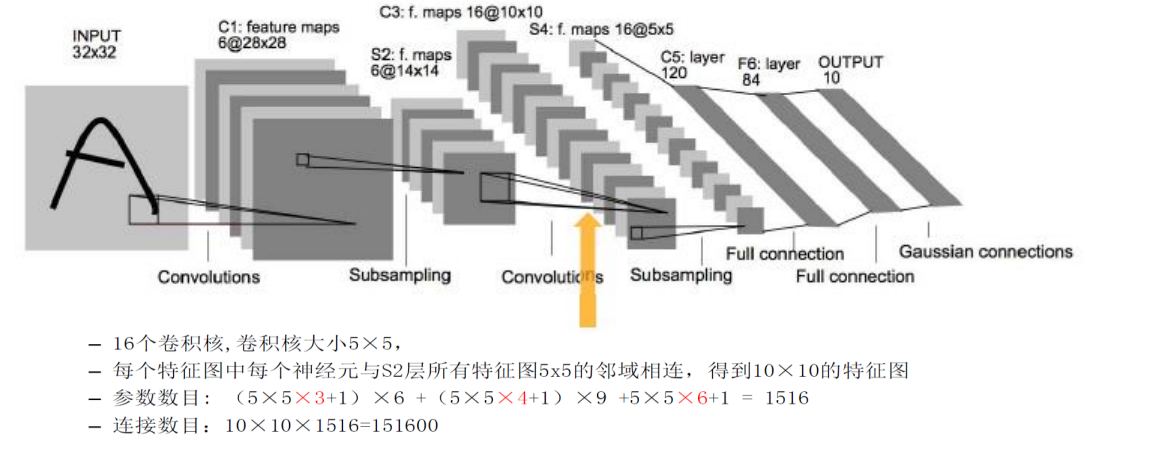 INPUT
32x32
C1: feature maps
6@28x28
S2: f. maps
6@14x14
C3: f. maps 16@10x10
S4: f. maps 16@5x5
C5: layer
120
F6: layer
84
OUTPUT
10
Convolutions
Subsampling
Convolutions
Subsampling
Full connection
Full connection
Gaussian connections
– 16个卷积核,卷积核大小5×5，
– 每个特征图中每个神经元与S2层所有特征图5x5的邻域相连，得到10×10的特征图
– 参数数目: （5×5×3+1）×6 +（5×5×4+1）×9 +5×5×6+1 = 1516
– 连接数目：10×10×1516=151600